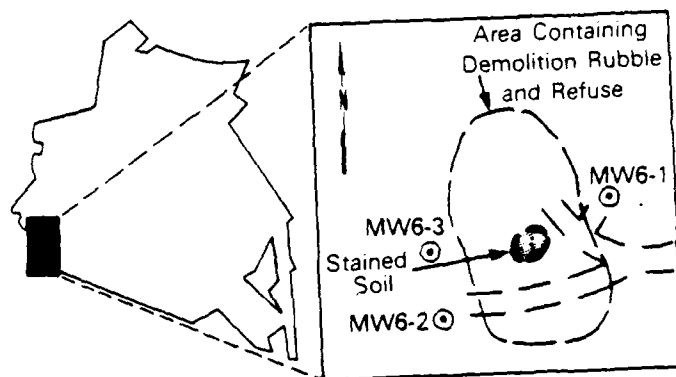 Area Containing
Demolition Rubble
and Refuse
N
MW6-1
MW6-3
Stained
Soil
MW6-2